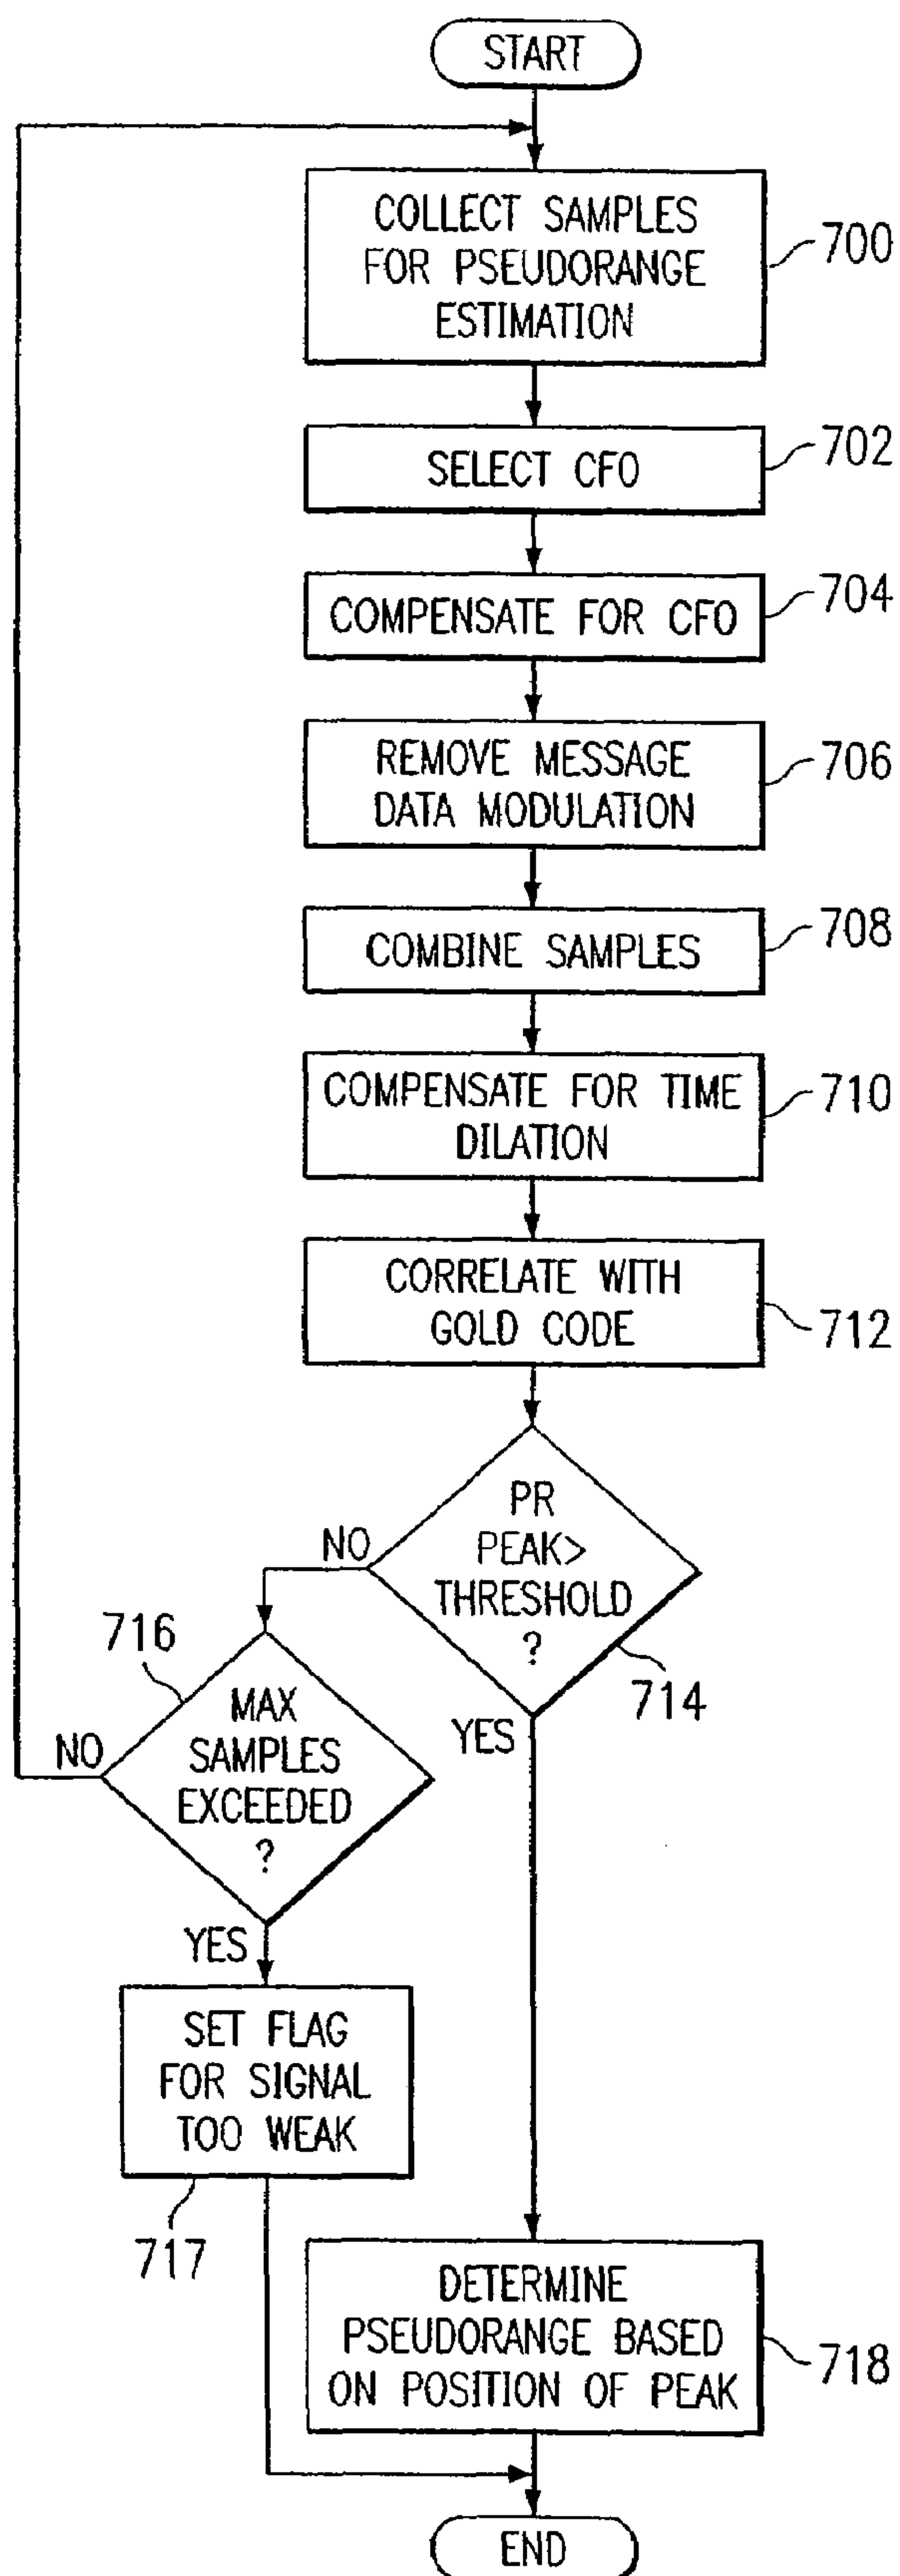 START
COLLECT SAMPLES
FOR PSEUDORANGE
ESTIMATION
700
SELECT CFO
702
COMPENSATE FOR CFO
704
REMOVE MESSAGE
DATA MODULATION
706
COMBINE SAMPLES
708
COMPENSATE FOR TIME
DILATION
710
CORRELATE WITH
GOLD CODE
712
PR
PEAK>
THRESHOLD
?
714
NO
YES
716
MAX
SAMPLES
EXCEEDED
?
NO
YES
SET FLAG
FOR SIGNAL
TOO WEAK
717
DETERMINE
PSEUDORANGE BASED
ON POSITION OF PEAK
718
END